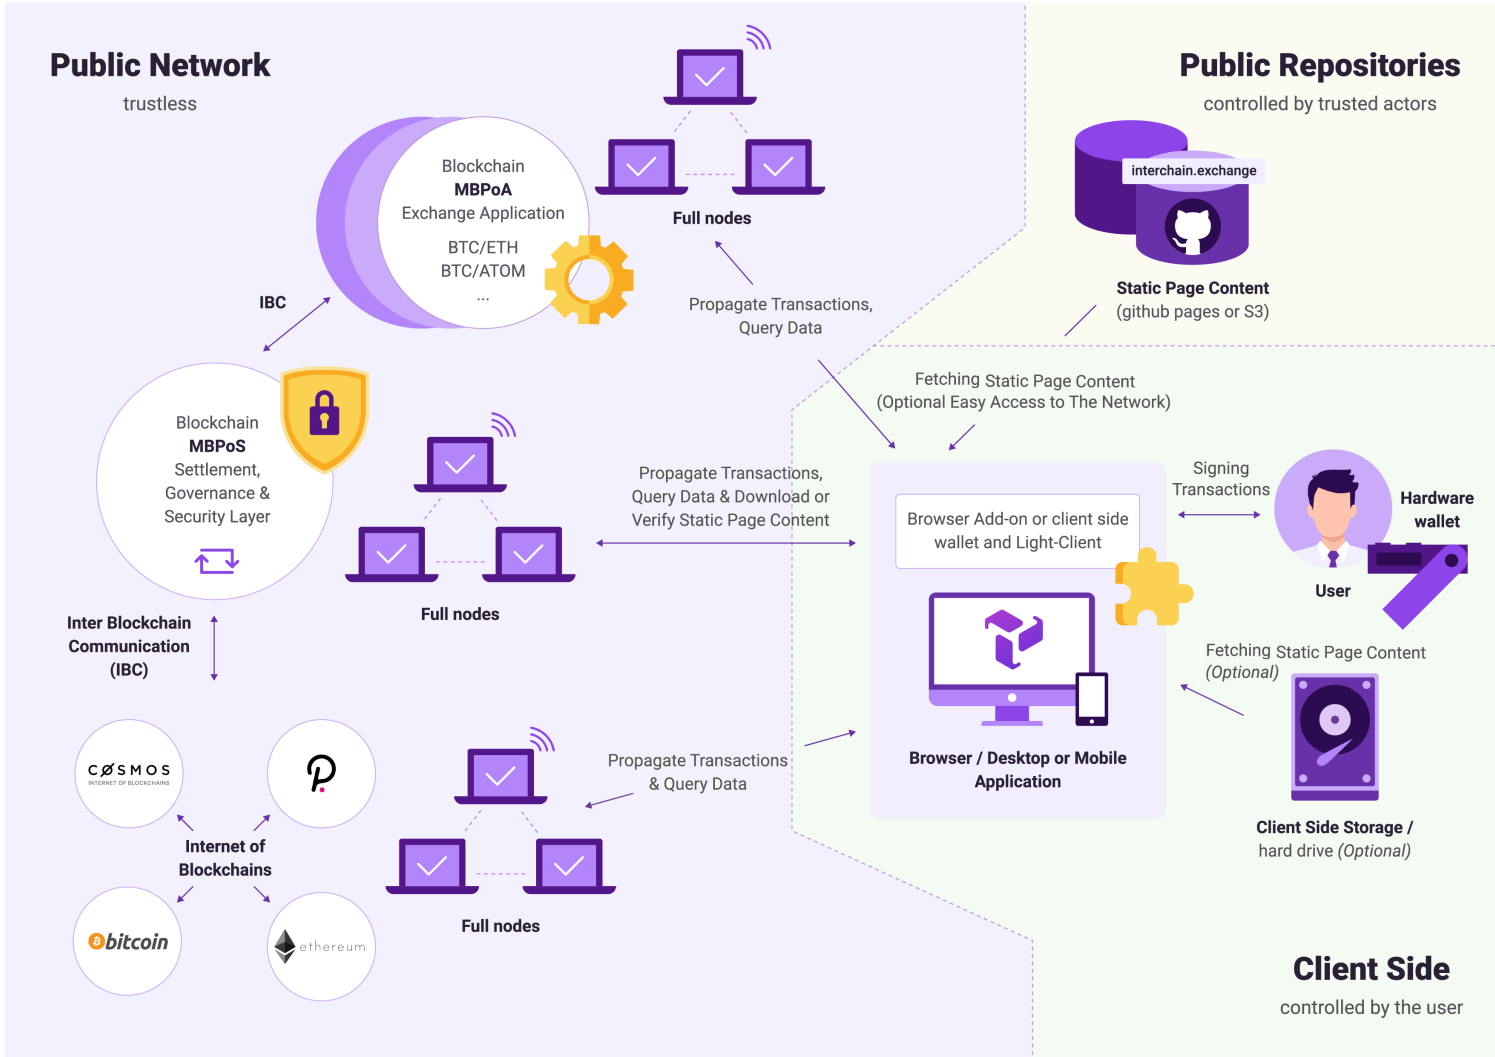 Public Network
trustless
Public Repositories
controlled by trusted actors
interchain.exchange
Static Page Content
(github pages or S3)
Blockchain
MBPoA
Exchange Application
BTC/ETH
BTC/ATOM
...
Full nodes
IBC
Propagate Transactions,
Query Data
Fetching Static Page Content
(Optional Easy Access to The Network)
Blockchain
MBPoS
Settlement,
Governance &
Security Layer
Full nodes
Propagate Transactions,
Query Data & Download or
Verify Static Page Content
Browser Add-on or client side
wallet and Light-Client
Signing
Transactions
Hardware
wallet
User
Inter Blockchain
Communication
(IBC)
Fetching Static Page Content
(Optional)
Browser / Desktop or Mobile
Application
Client Side Storage /
hard drive (Optional)
COSMOS
INTERNET OF BLOCKCHAINS
Internet of
Blockchains
bitcoin
ethereum
Propagate Transactions
& Query Data
Full nodes
Client Side
controlled by the user